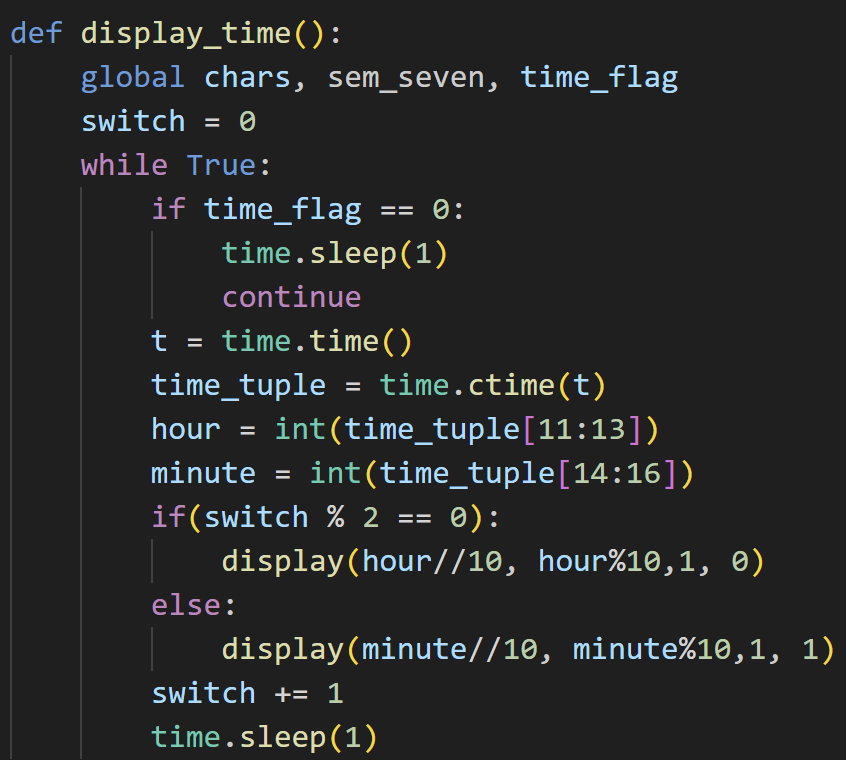 def display_time():
    global chars, sem_seven, time_flag
    switch = 0
    while True:
        if time_flag == 0:
            time.sleep(1)
            continue
        t = time.time()
        time_tuple = time.ctime(t)
        hour = int(time_tuple[11:13])
        minute = int(time_tuple[14:16])
        if(switch % 2 == 0):
            display(hour//10, hour%10,1, 0)
        else:
            display(minute//10, minute%10,1, 1)
        switch += 1
        time.sleep(1)